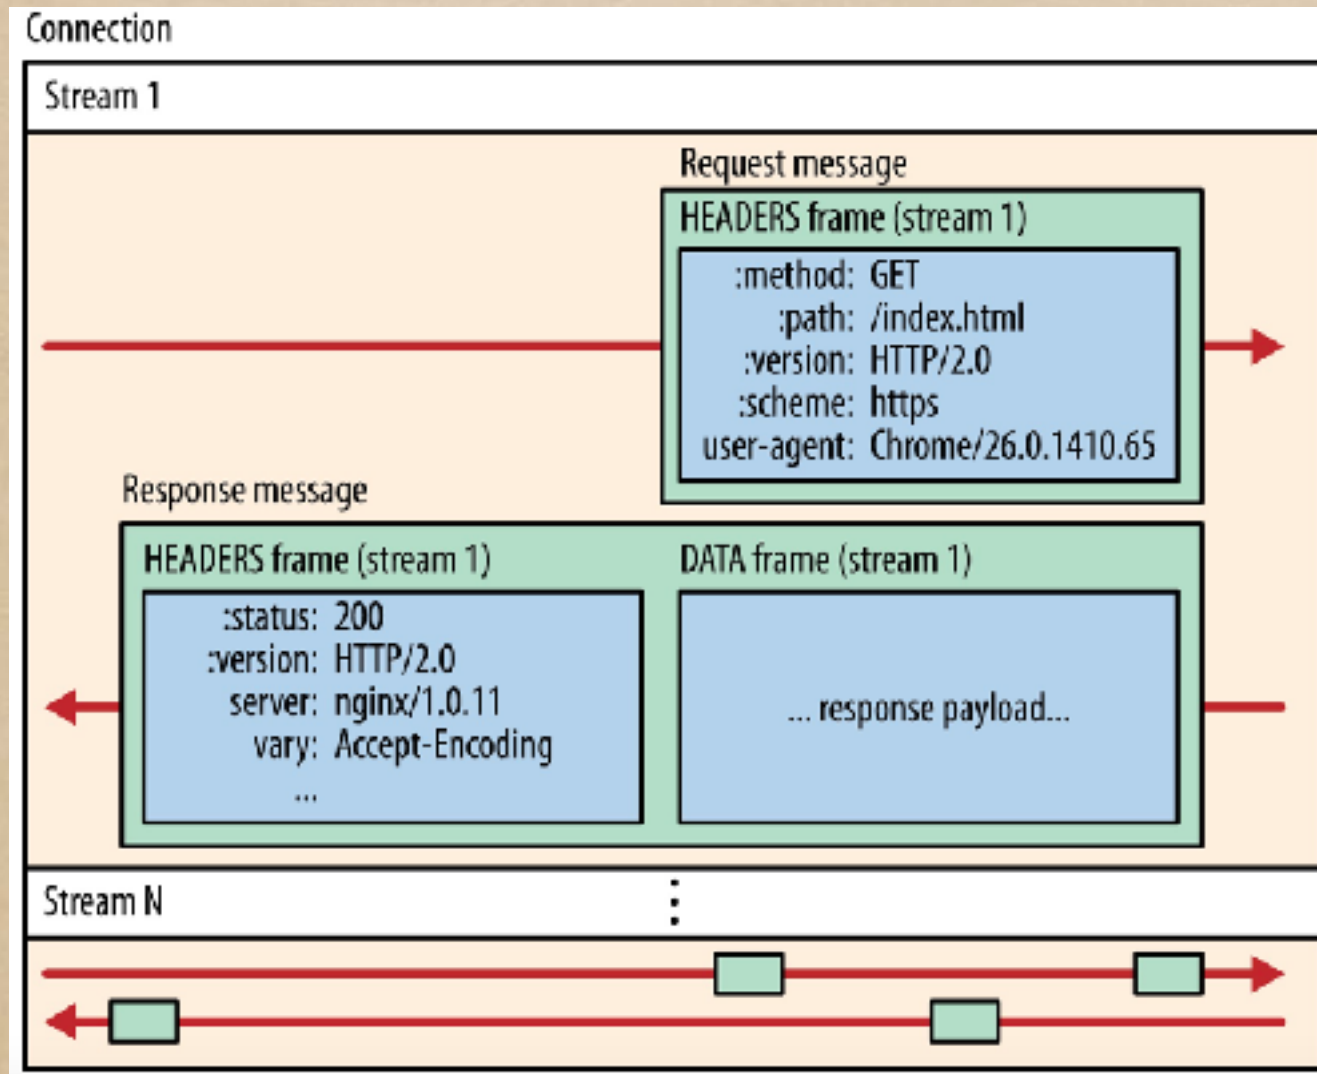 Connection
Stream 1
Request message
HEADERS frame (stream 1)
:method: GET
:path: /index.html
:version: HTTP/2.0
:scheme: https
user-agent: Chrome/26.0.1410.65
Response message
HEADERS frame (stream 1)
:status: 200
:version: HTTP/2.0
server: nginx/1.0.11
vary: Accept-Encoding
...
DATA frame (stream 1)
... response payload...
Stream N